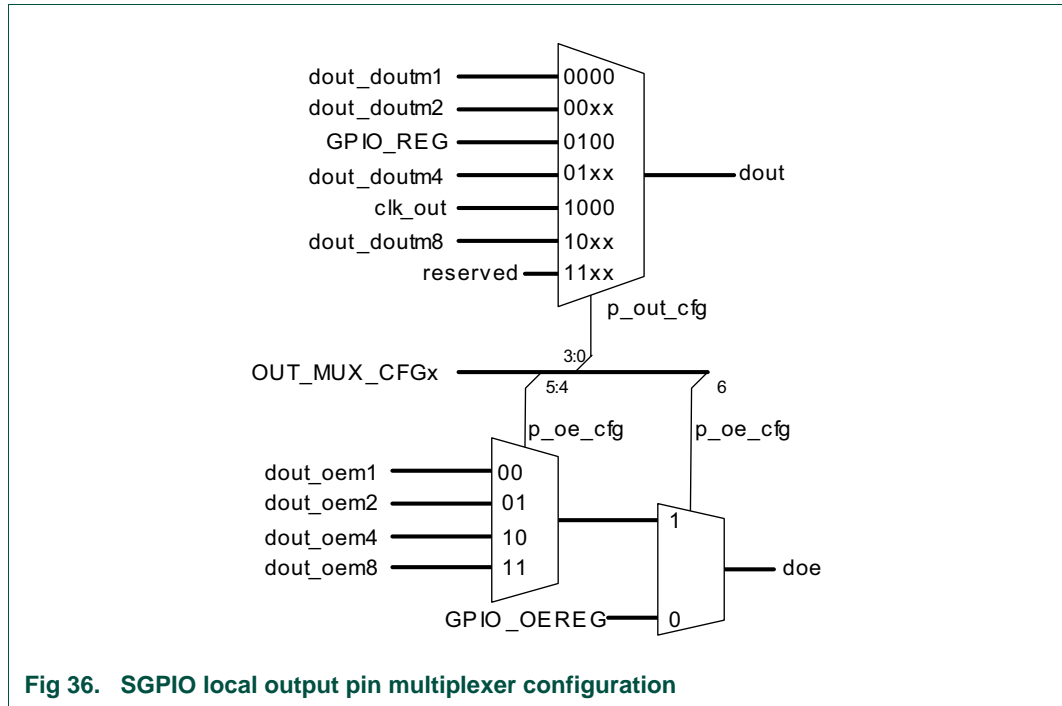 dout_doutm1 0000
dout_doutm2 00xx
GPIO_REG 0100
dout_doutm4 01xx
dout
clk_out 1000
dout_doutm8 10xx
reserved 11xx
p_out_cfg
3:0
OUT_MUX_CFGx
5:4 6
p_oe_cfg p_oe_cfg
dout_oem1 00
dout_oem2 01
1
dout_oem4 10
dout_oem8 11
doe
GPIO_OEREG 0
Fig 36. SGPIO local output pin multiplexer configuration